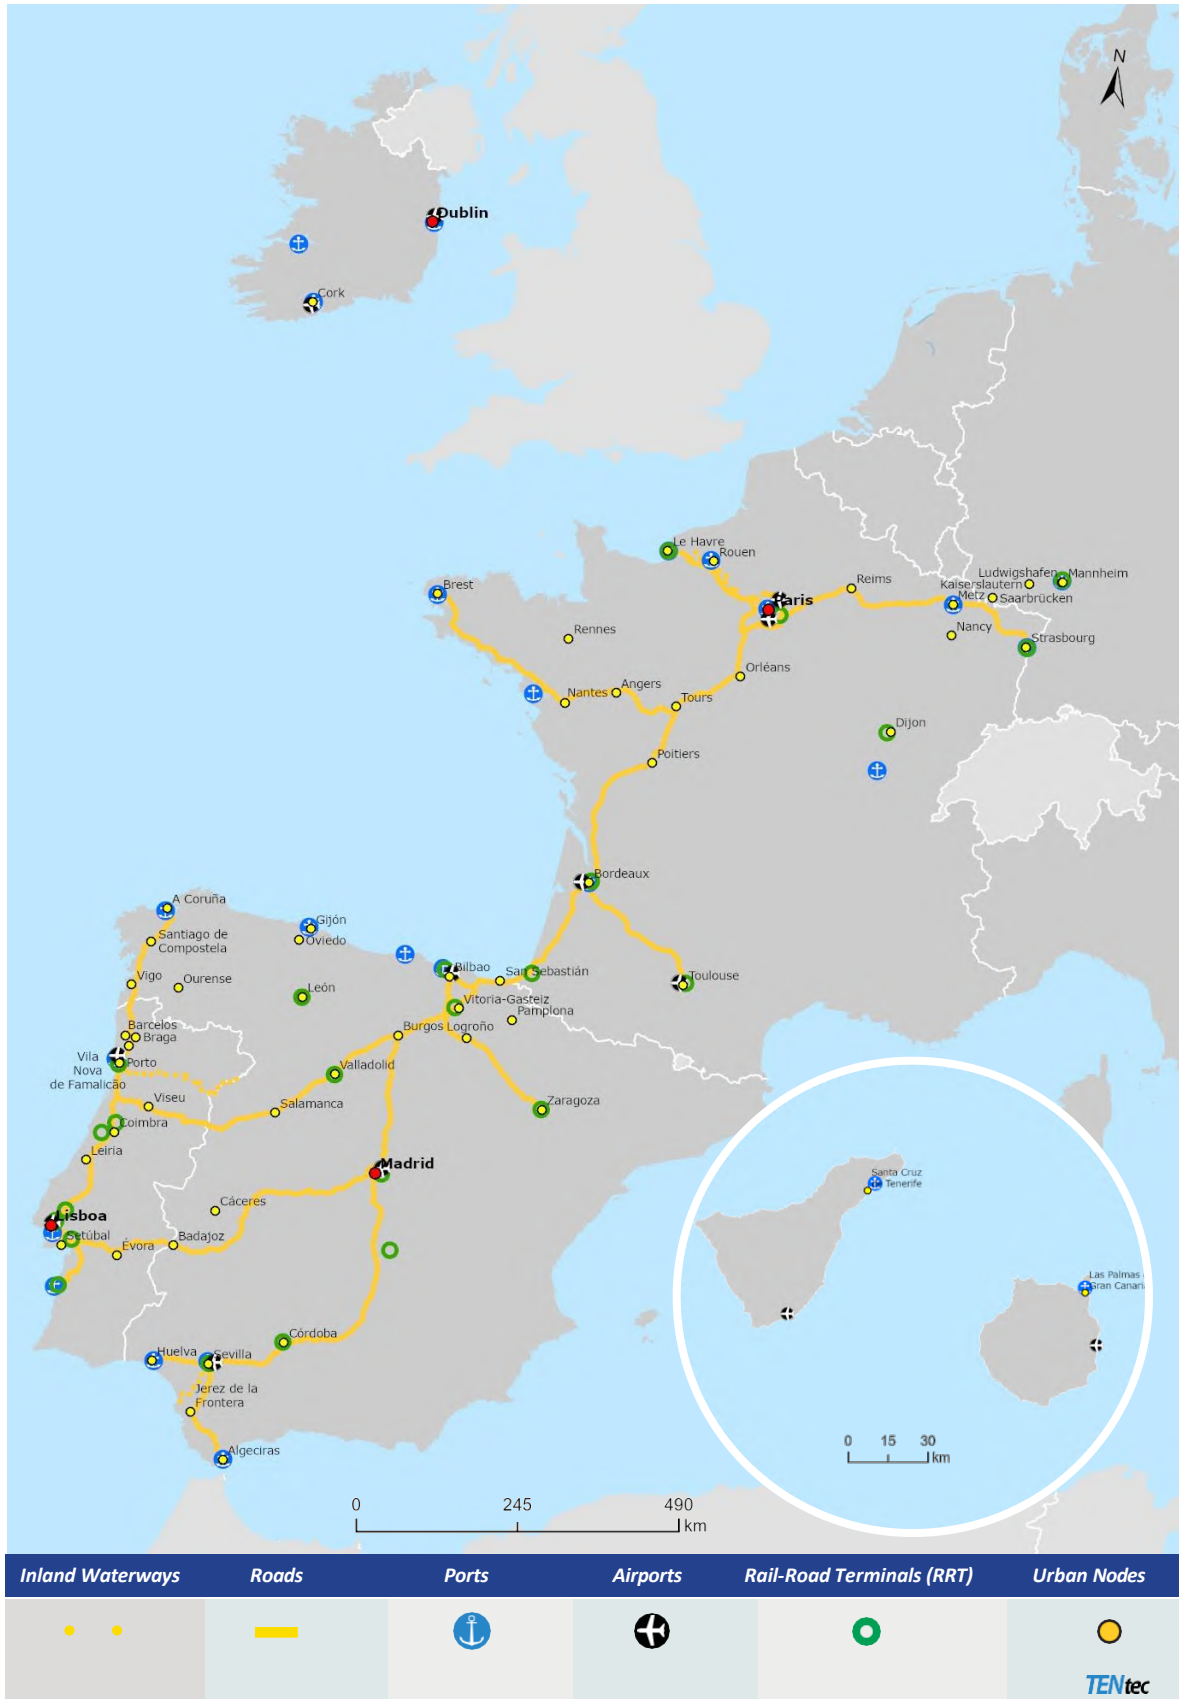 N
Dublin
Cork
Le Havre
Rouen
Brest
Reims
Ludwigshafen
Mannheim
Kaiserslautern
Metz
Saarbrücken
Paris
Rennes
Nancy
Strasbourg
Orléans
Angers
Nantes
Tours
Dijon
Poitiers
Bordeaux
A Coruña
Gijón
Santiago de
Compostela
Oviedo
Bilbao
San Sebastián
Toulouse
Vigo
Ourense
León
Vitoria-Gasteiz
Pamplona
Barcelos
Braga
Burgos
Logroño
Vila
Nova
de Famalicão
Porto
Valladolid
Viseu
Salamanca
Zaragoza
Coimbra
Leiria
Madrid
Santa Cruz
Tenerife
Cáceres
Lisboa
Setúbal
Évora
Badajoz
Las Palmas
Gran Canaria
Córdoba
Huelva
Sevilla
Jerez de la
Frontera
Algeciras
0 15 30
km
0 245 490
km
Inland Waterways Roads Ports Airports Rail-Road Terminals (RRT) Urban Nodes
TENtec